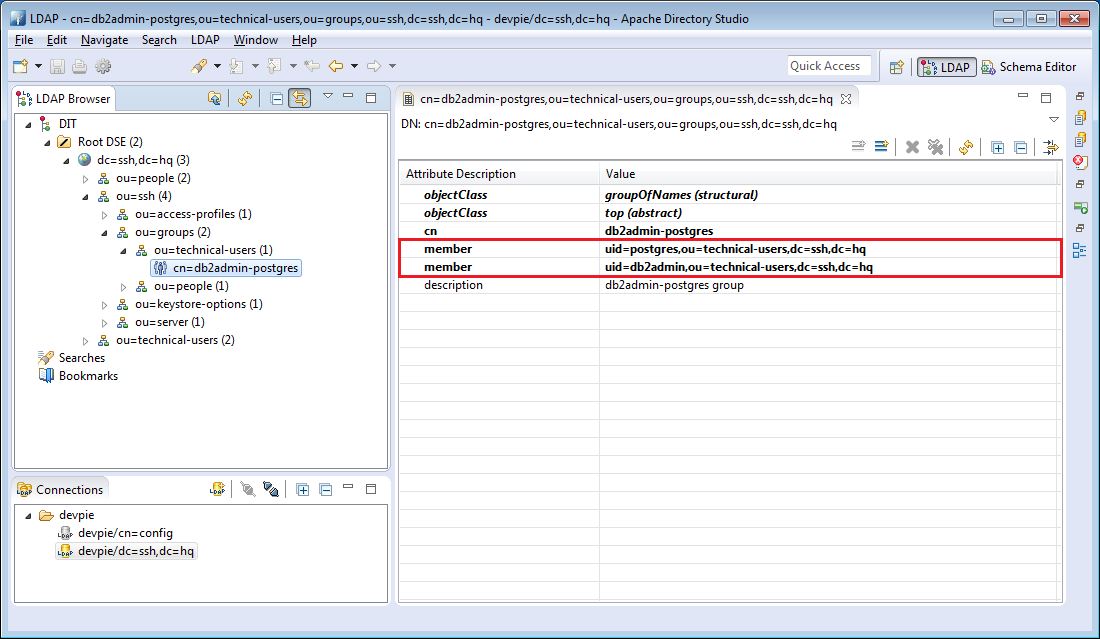 LDAP - cn=db2admin-postgres,ou=technical-users,ou=groups,ou=ssh,dc=ssh,dc=hq - devpie/dc=ssh,dc=hq - Apache Directory Studio
File Edit Navigate Search LDAP Window Help
Quick Access LDAP Schema Editor
LDAP Browser
DIT
Root DSE (2)
dc=ssh,dc=hq (3)
ou=people (2)
ou=ssh (4)
ou=access-profiles (1)
ou=groups (2)
ou=technical-users (1)
cn=db2admin-postgres
ou=people (1)
ou=keystore-options (1)
ou=server (1)
ou=technical-users (2)
Searches
Bookmarks
cn=db2admin-postgres,ou=technical-users,ou=groups,ou=ssh,dc=ssh,dc=hq
DN: cn=db2admin-postgres,ou=technical-users,ou=groups,ou=ssh,dc=ssh,dc=hq
Attribute Description Value
objectClass groupOfNames (structural)
objectClass top (abstract)
cn db2admin-postgres
member uid=postgres,ou=technical-users,dc=ssh,dc=hq
member uid=db2admin,ou=technical-users,dc=ssh,dc=hq
description db2admin-postgres group
Connections
LDAP
devpie
devpie/cn=config
devpie/dc=ssh,dc=hq